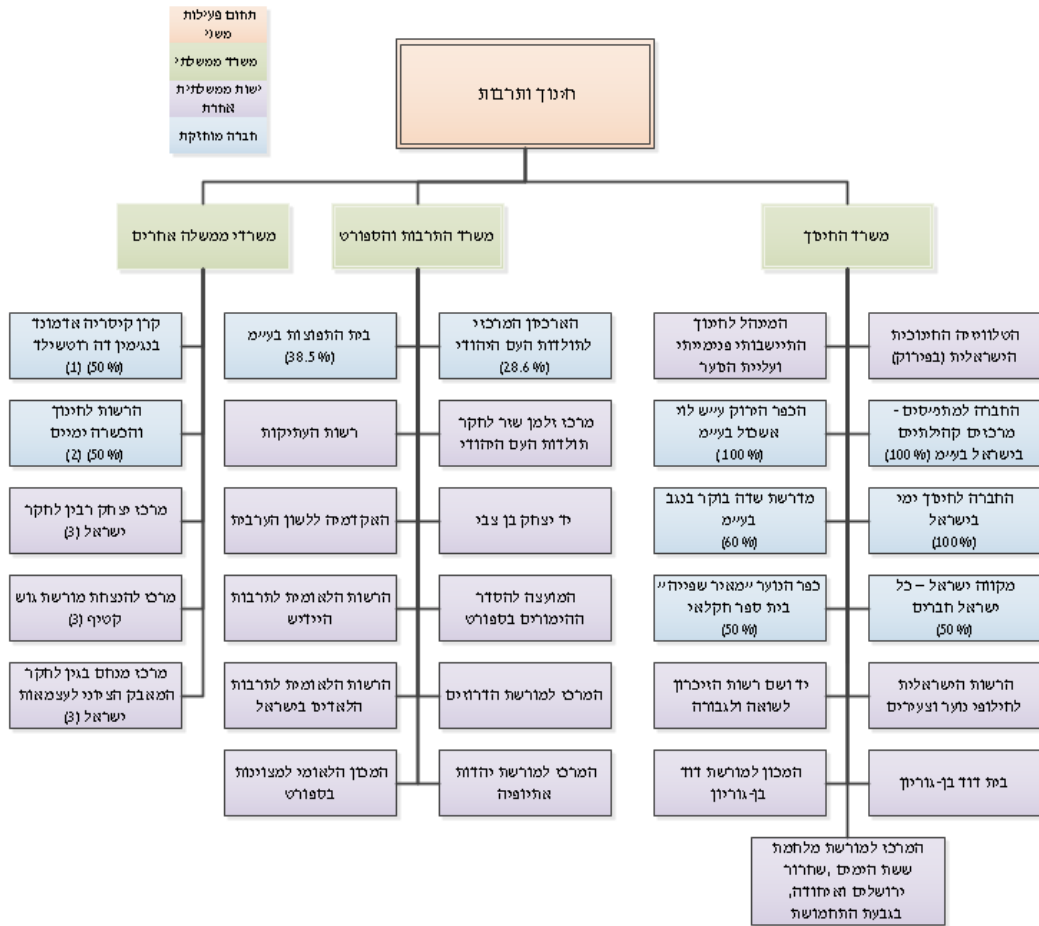 תחום פעילות
משני
משרד ממשלתי
ישות ממשלתית
אחרת
חברה מוחזקת
חינוך ותרבות
משרד החינוך
משרד התרבות והספורט
משרדי ממשלה אחרים
הטלוויזיה החינוכית
הישראלית (בפירוק)
המינהל לחינוך
התיישבותי פנימייתי
ועליית הנוער
החברה למתנ״סים -
מרכזים קהילתיים
בישראל בע״מ (100%)
הכפר הירוק ע״ש לוי
אשכול בע״מ
(100%)
החברה לחינוך ימי
בישראל
(100%)
מדרשת שדה בוקר בנגב
בע״מ
(60%)
מקווה ישראל – כל
ישראל חברים
(50%)
כפר הנוער ״מאיר שפייה״
בית ספר חקלאי
(50%)
הרשות הישראלית
לחילופי נוער וצעירים
יד ושם רשות הזיכרון
לשואה ולגבורה
בית דוד בן-גוריון
המכון למורשת דוד
בן-גוריון
המרכז למורשת מלחמת
ששת הימים, שחרור
ירושלים ואיחודה,
בגבעת התחמושת
הארכיון המרכזי
לתולדות העם היהודי
(28.6%)
בית התפוצות בע״מ
(38.5%)
מרכז זלמן שזר לחקר
תולדות העם היהודי
רשות העתיקות
יד יצחק בן צבי
האקדמיה ללשון הערבית
המועצה להסדר
ההימורים בספורט
הרשות הלאומית לתרבות
היידיש
המרכז למורשת הדרוזים
הרשות הלאומית לתרבות
הלאדינו בישראל
המרכז למורשת יהדות
אתיופיה
המכון הלאומי למצוינות
בספורט
קרן קיסריה אדמונד
בנימין דה רוטשילד
(50%) (1)
הרשות לחינוך
והכשרה ימיים
(50%) (2)
מרכז יצחק רבין לחקר
ישראל (3)
מרכז להנצחת מורשת גוש
קטיף (3)
מרכז מנחם בגין לחקר
המאבק הציוני לעצמאות
ישראל (3)